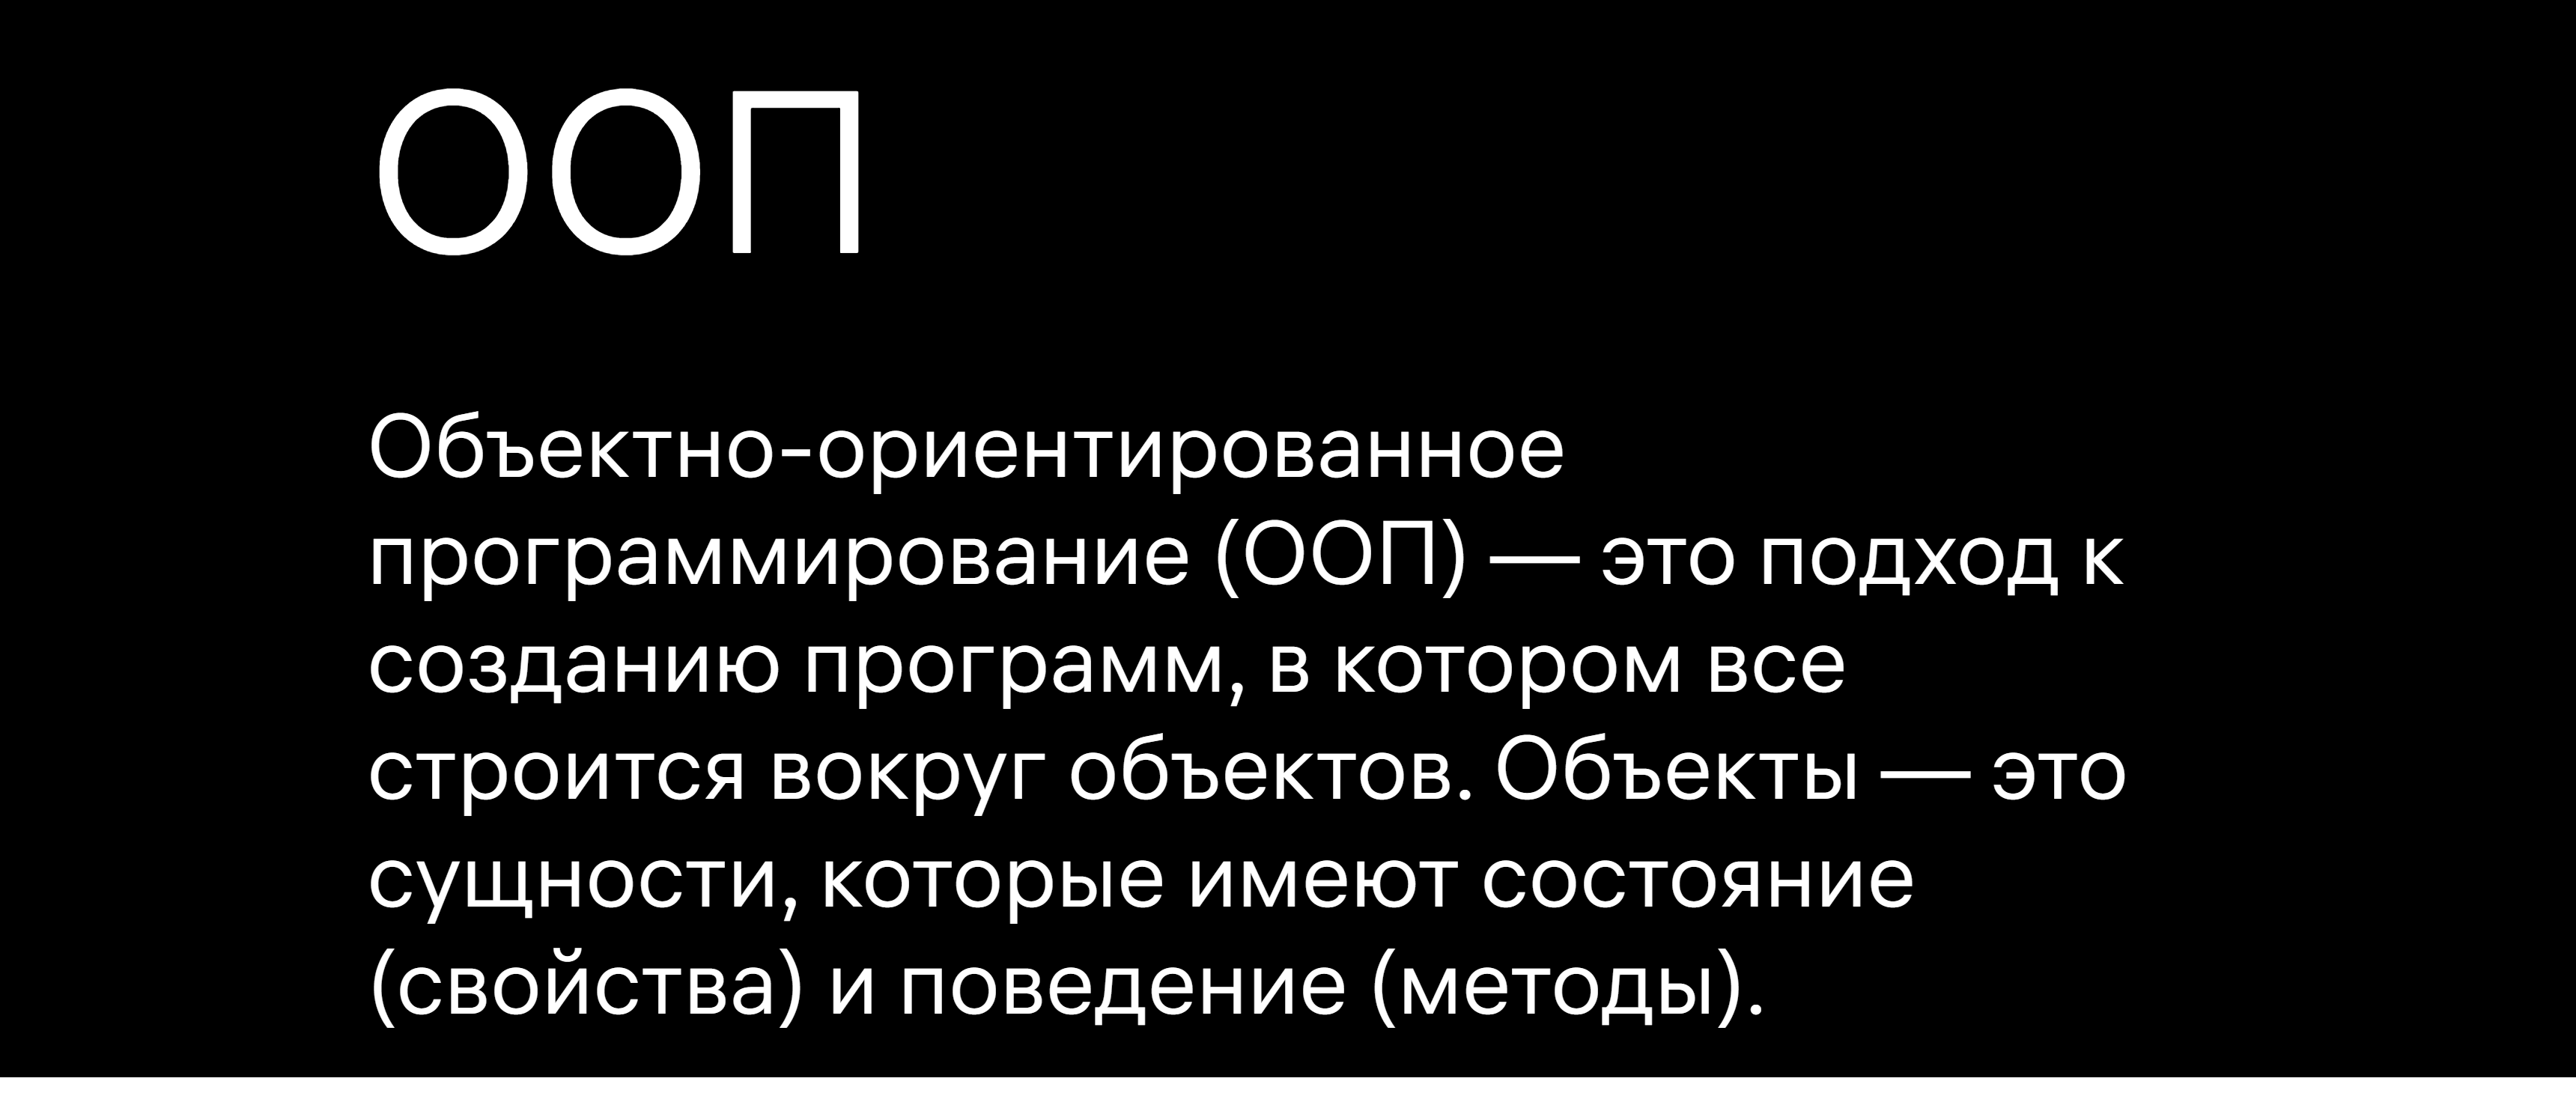 ООП
Объектно-ориентированное
программирование (ООП) — это подход к
созданию программ, в котором все
строится вокруг объектов. Объекты — это
сущности, которые имеют состояние
(свойства) и поведение (методы).